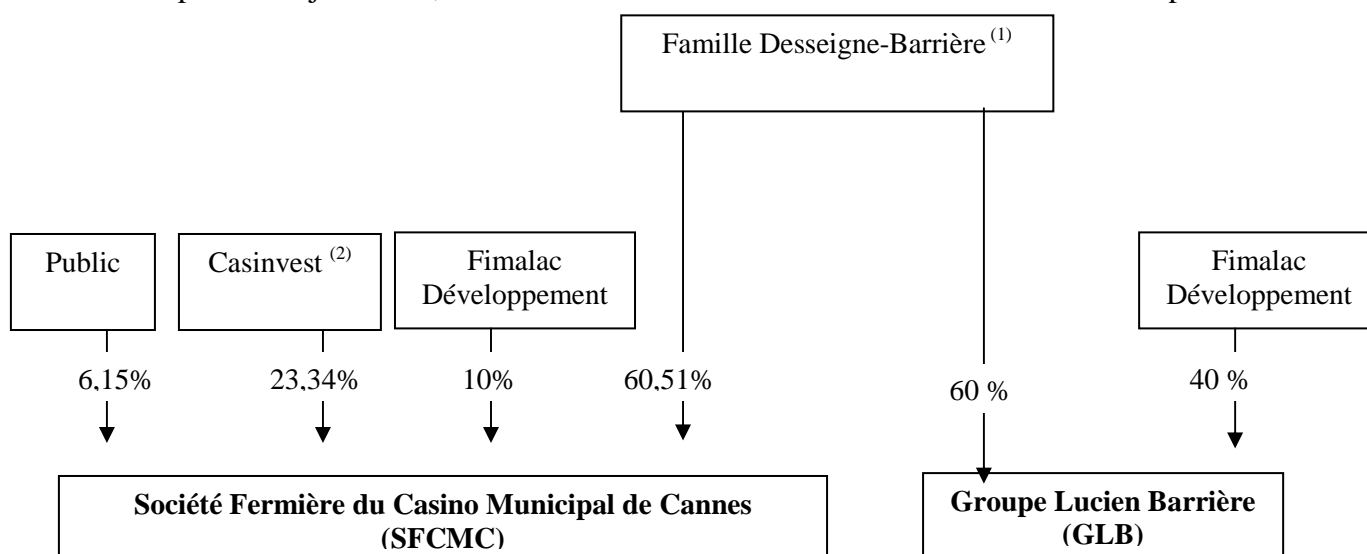 Famille Desseigne-Barrière (1)
Public
Casinvest (2)
Fimalac
Développement
Fimalac
Développement
6,15%
23,34%
10%
60,51%
60 %
40 %
Société Fermière du Casino Municipal de Cannes
(SFCMC)
Groupe Lucien Barrière
(GLB)